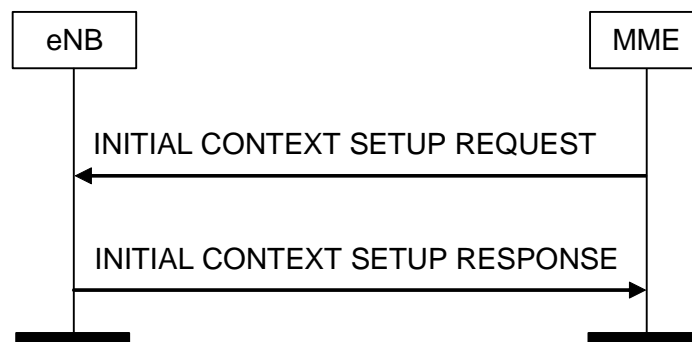 eNB
MME
INITIAL CONTEXT SETUP REQUEST
INITIAL CONTEXT SETUP RESPONSE